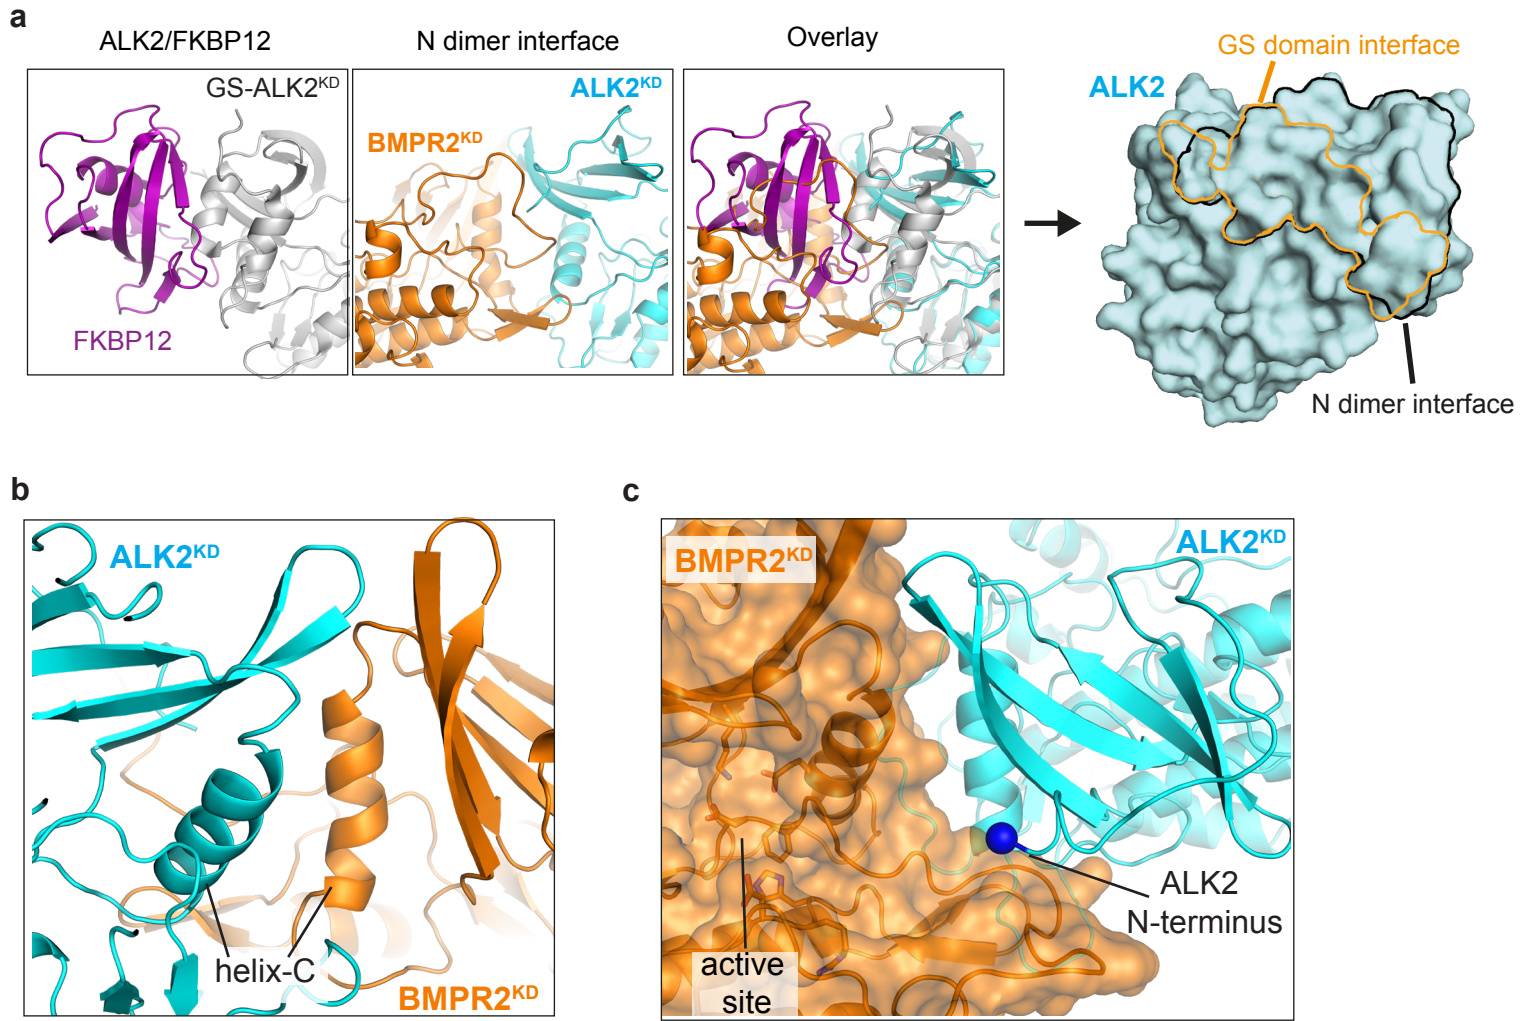 a
ALK2/FKBP12
N dimer interface
Overlay
GS-ALK2ᴷᴰ
FKBP12
ALK2ᴷᴰ
BMPR2ᴷᴰ
GS domain interface
ALK2
N dimer interface
b
ALK2ᴷᴰ
helix-C
BMPR2ᴷᴰ
c
BMPR2ᴷᴰ
ALK2ᴷᴰ
ALK2
N-terminus
active
site